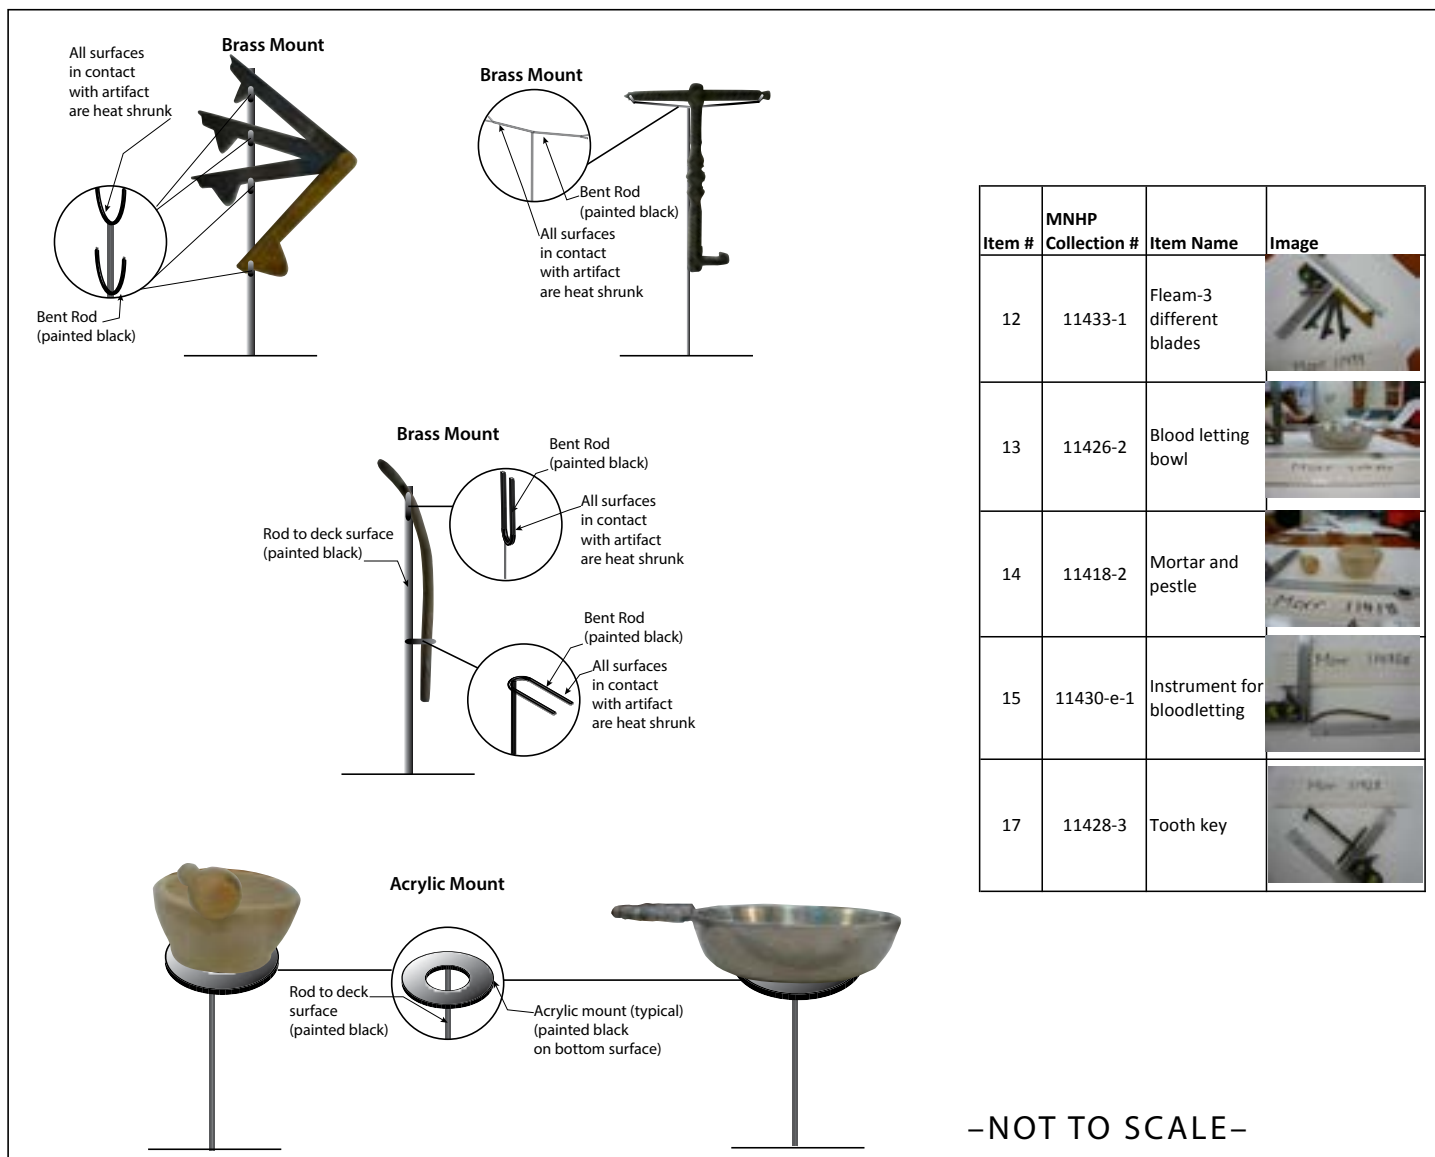 Brass Mount
All surfaces
in contact
with artifact
are heat shrunk
Bent Rod
(painted black)
Brass Mount
Bent Rod
(painted black)
All surfaces
in contact
with artifact
are heat shrunk
Brass Mount
Bent Rod
(painted black)
All surfaces
in contact
with artifact
are heat shrunk
Rod to deck surface
(painted black)
Bent Rod
(painted black)
All surfaces
in contact
with artifact
are heat shrunk
Acrylic Mount
Rod to deck
surface
(painted black)
Acrylic mount (typical)
(painted black
on bottom surface)
Item # MNHP Collection # Item Name Image
12 11433-1 Fleam-3 different blades
13 11426-2 Blood letting bowl
14 11418-2 Mortar and pestle
Morr 11418
15 11430-e-1 Instrument for bloodletting
Morr
17 11428-3 Tooth key
Morr 11428
–NOT TO SCALE–